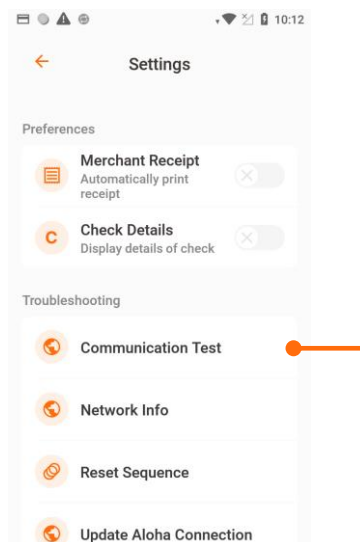 10:12
Settings
Preferences
Merchant Receipt
Automatically print
receipt
C
Check Details
Display details of check
Troubleshooting
Communication Test
Network Info
Reset Sequence
Update Aloha Connection